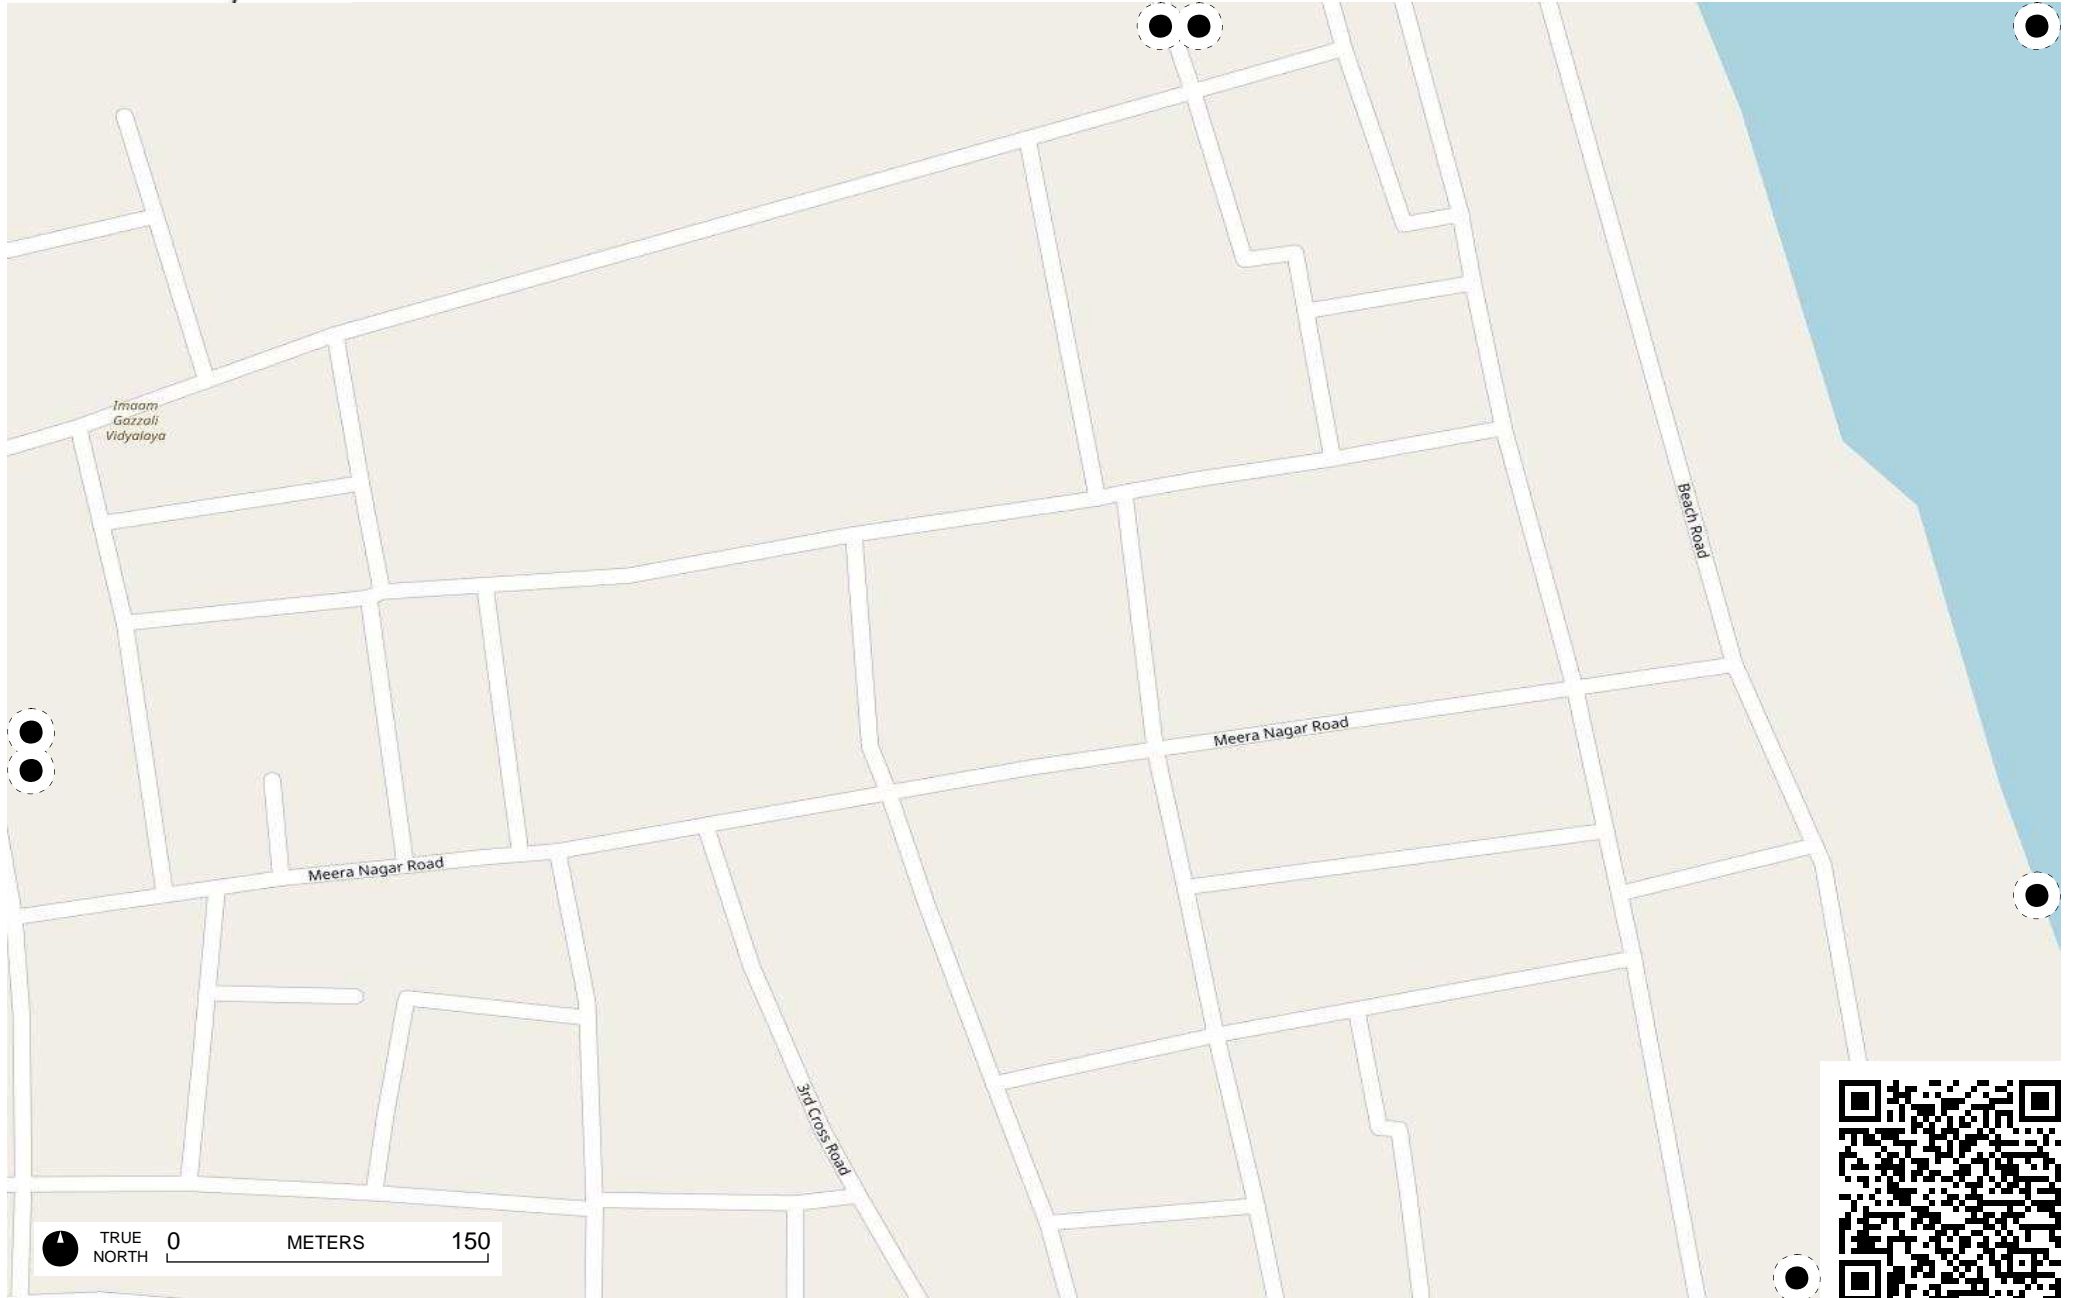 Imaam
Gazzali
Vidyalaya
Beach Road
Meera Nagar Road
Meera Nagar Road
3rd Cross Road
TRUE
NORTH
0 METERS 150